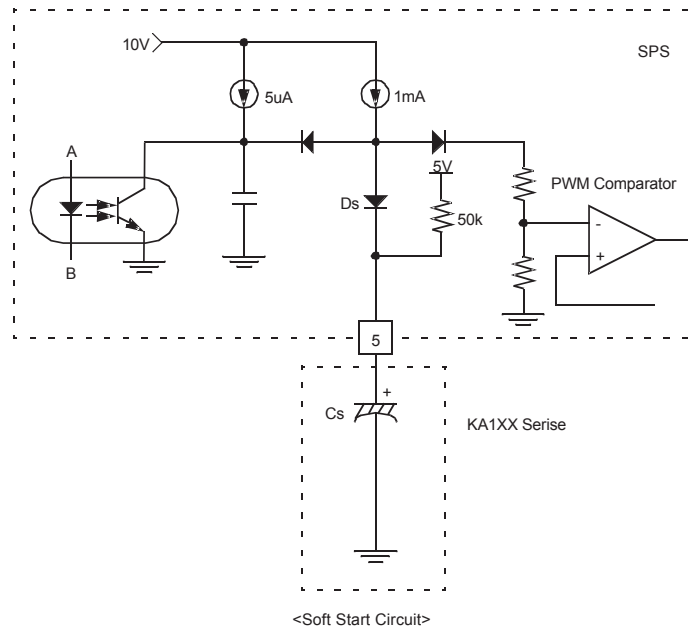 SPS
10V
5uA
1mA
A
B
5V
Ds
50k
PWM Comparator
-
+
5
+
Cs
KA1XX Serise
<Soft Start Circuit>